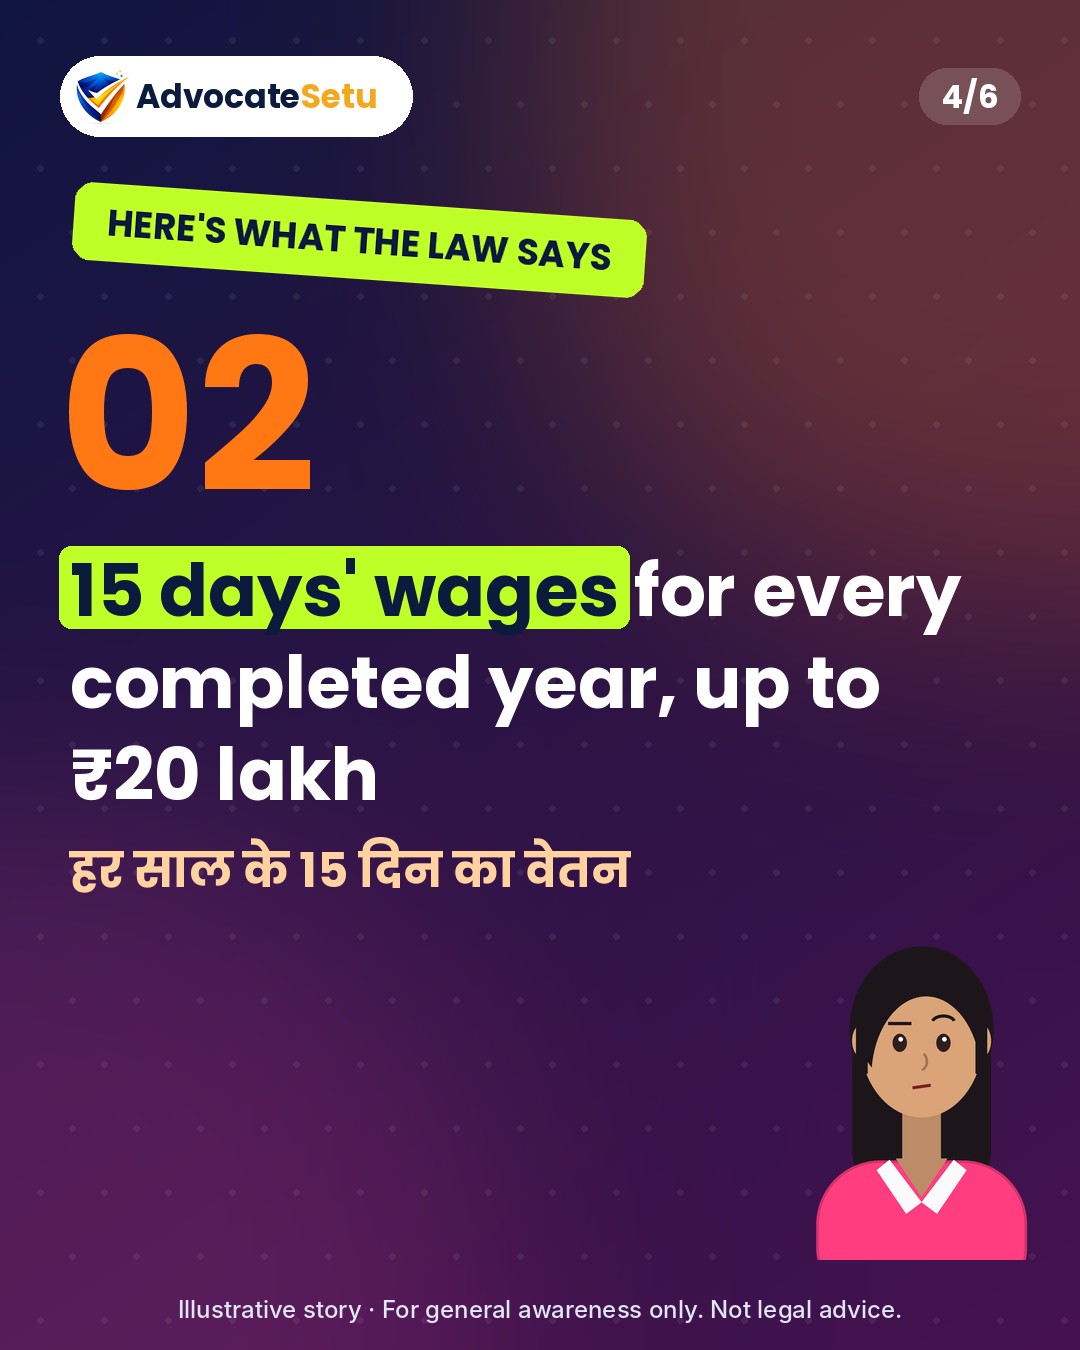 AdvocateSetu
4/6
HERE'S WHAT THE LAW SAYS
02
15 days' wages for every
completed year, up to
₹20 lakh
हर साल के 15 दिन का वेतन
Illustrative story · For general awareness only. Not legal advice.